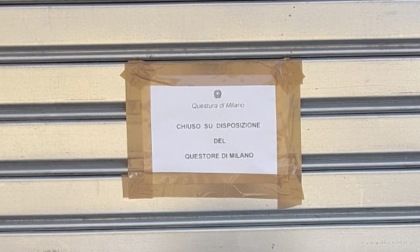 Questura di Milano
CHIUSO SU DISPOSIZIONE
DEL
QUESTORE DI MILANO